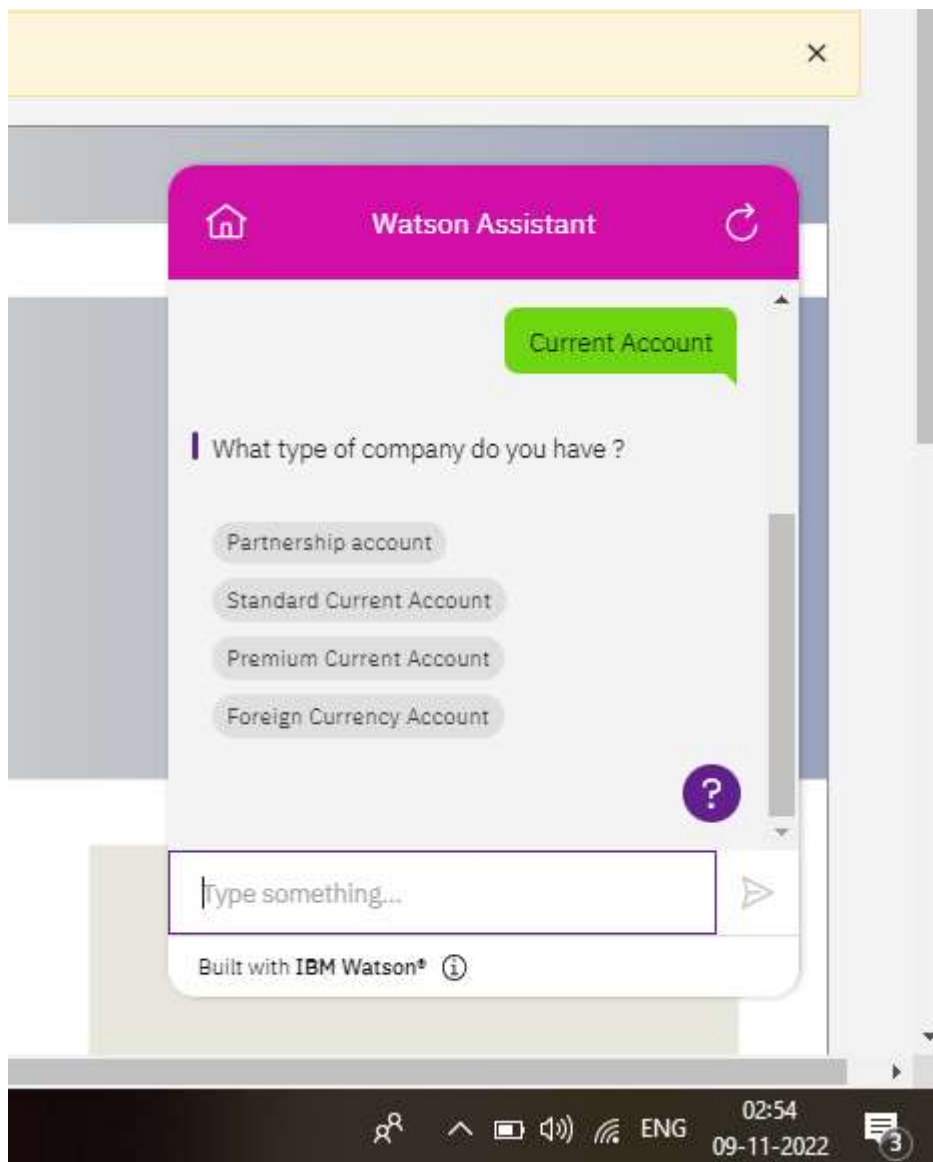 Watson Assistant
Current Account
What type of company do you have ?
Partnership account
Standard Current Account
Premium Current Account
Foreign Currency Account
?
Type something...
Built with IBM Watson®
ENG
02:54
09-11-2022
3